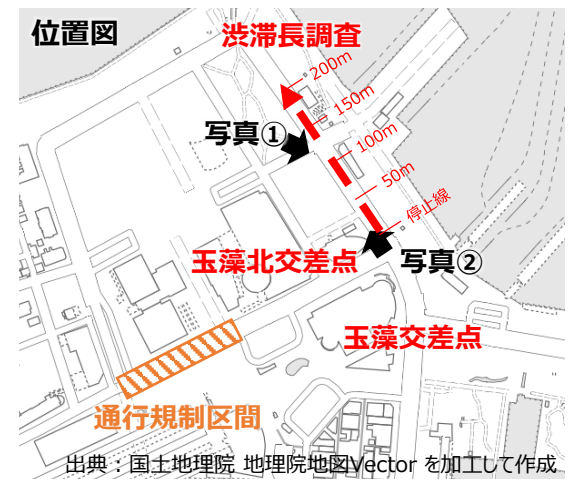 位置図
渋滞長調査
200m
150m
写真①
100m
50m
停止線
玉藻北交差点
写真②
玉藻交差点
通行規制区間
出典：国土地理院 地理院地図Vector を加工して作成